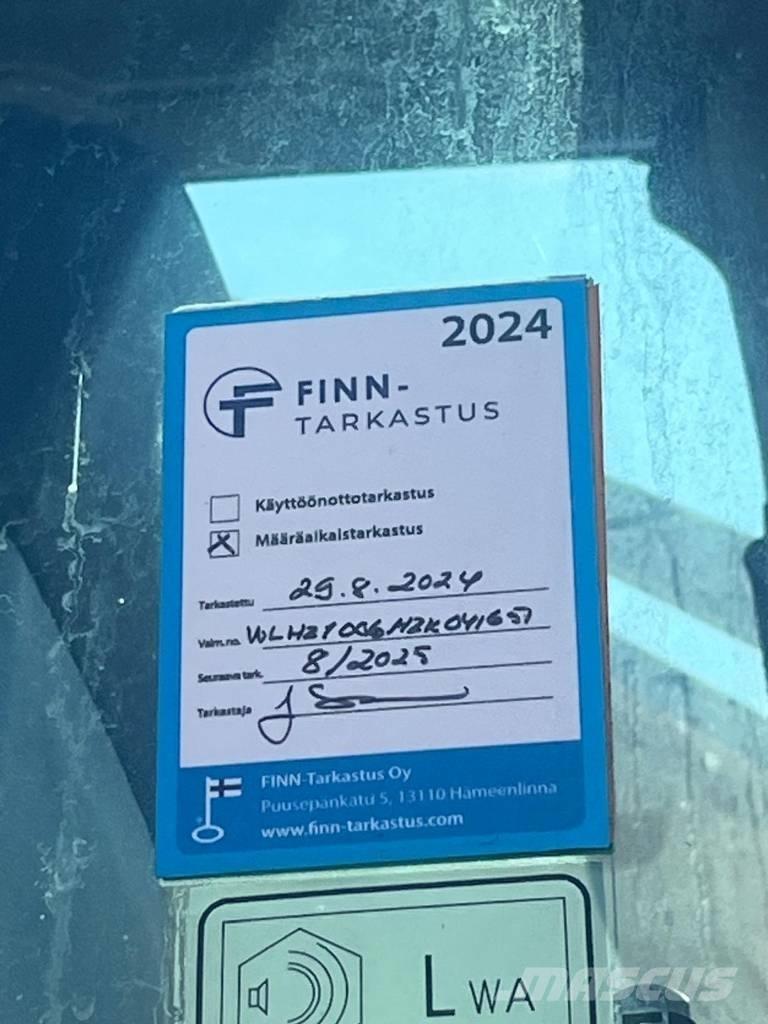 2024
FINN-
TARKASTUS
Käyttöönottotarkastus
Määräaikaistarkastus
Tarkastettu 29.8.2024
Valm.no.
Seuraava tark. 8/2025
Tarkastaja
FINN-Tarkastus Oy
Puusepänkatu 5, 13110 Hämeenlinna
www.finn-tarkastus.com
LWA
MASCUS